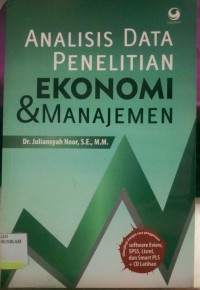 ANALISIS DATA
PENELITIAN
EKONOMI
& MANAJEMEN
Dr. Juliansyah Noor, S.E., M.M.
software Eviews,
SPSS, Lisrel,
dan Smart PLS
+ CD Latihan